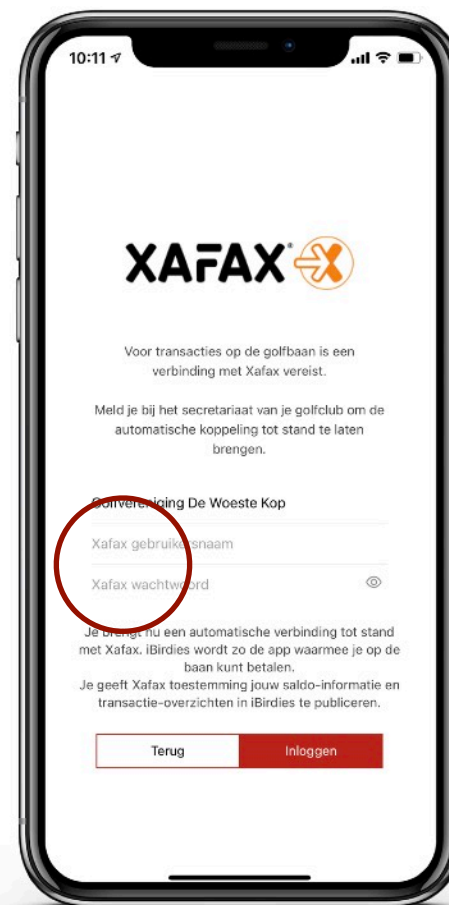 10:11
XAFAX
Voor transacties op de golfbaan is een
verbinding met Xafax vereist.
Meld je bij het secretariaat van je golfclub om de
automatische koppeling tot stand te laten
brengen.
Golfvereniging De Woeste Kop
Xafax gebruikersnaam
Xafax wachtwoord
Je brengt nu een automatische verbinding tot stand
met Xafax. iBirdies wordt zo de app waarmee je op de
baan kunt betalen.
Je geeft Xafax toestemming jouw saldo-informatie en
transactie-overzichten in iBirdies te publiceren.
Terug Inloggen